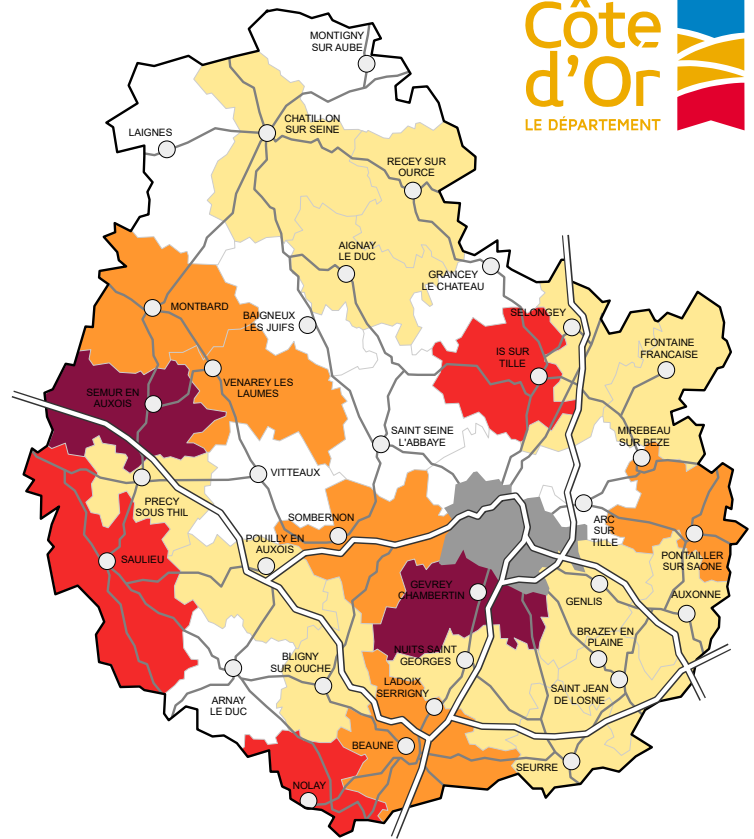 Côte
d'Or
LE DÉPARTEMENT
MONTIGNY
SUR AUBE
CHATILLON
SUR SEINE
LAIGNES
RECEY SUR
OURCE
AIGNAY
LE DUC
GRANCEY
LE CHATEAU
MONTBARD
BAIGNEUX
LES JUIFS
SELONGEY
FONTAINE
FRANCAISE
IS SUR
TILLE
VENAREY LES
LAUMES
SEMUR EN
AUXOIS
SAINT SEINE
L'ABBAYE
MIREBEAU
SUR BEZE
VITTEAUX
PRECY
SOUS THIL
SOMBERNON
ARC
SUR
TILLE
POUILLY EN
AUXOIS
PONTAILLER
SUR SAONE
SAULIEU
GEVREY
CHAMBERTIN
GENLIS
AUXONNE
BRAZEY EN
PLAINE
NUITS SAINT
GEORGES
BLIGNY
SUR OUCHE
LADOIX
SERRIGNY
SAINT JEAN
DE LOSNE
ARNAY
LE DUC
BEAUNE
SEURRE
NOLAY